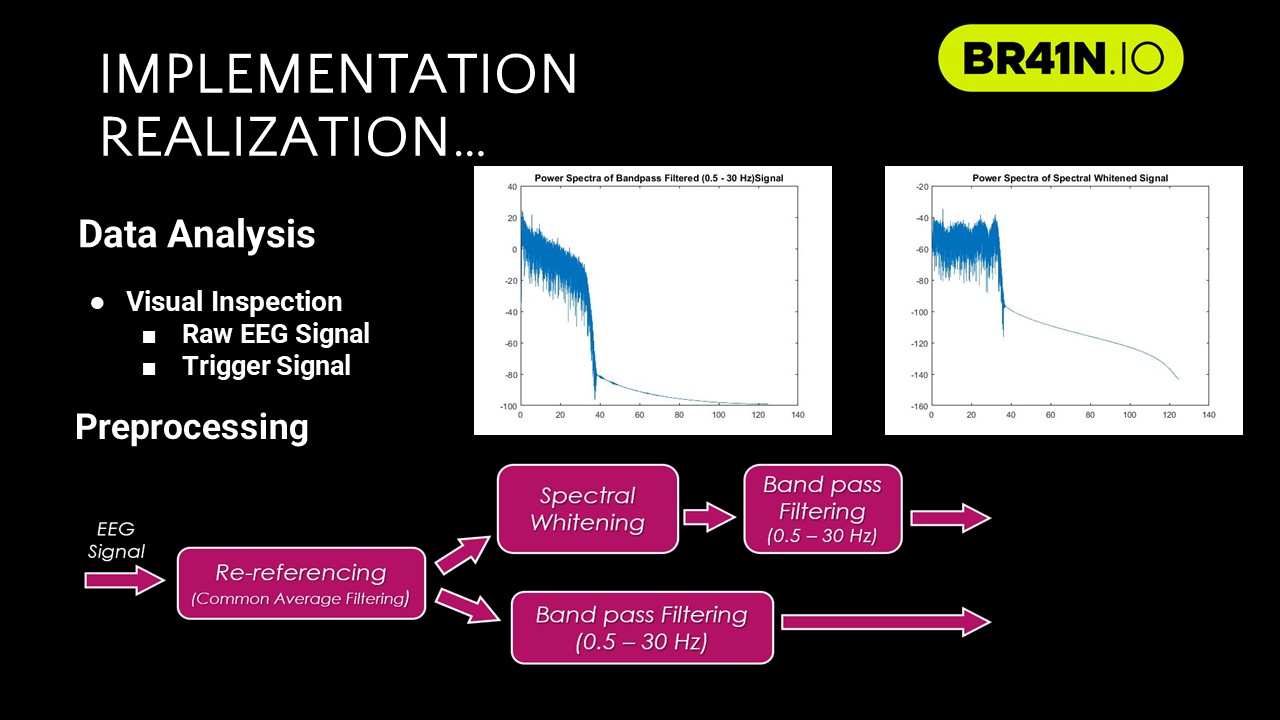 IMPLEMENTATION
REALIZATION...
BR41N.IO
Data Analysis
● Visual Inspection
■ Raw EEG Signal
■ Trigger Signal
Preprocessing
Power Spectra of Bandpass Filtered (0.5 - 30 Hz)Signal
40
20
0
-20
-40
-60
-80
-100
0 20 40 60 80 100 120 140
Power Spectra of Spectral Whitened Signal
-20
-40
-60
-80
-100
-120
-140
-160
0 20 40 60 80 100 120 140
EEG
Signal
Re-referencing
(Common Average Filtering)
Spectral
Whitening
Band pass
Filtering
(0.5 – 30 Hz)
Band pass Filtering
(0.5 – 30 Hz)